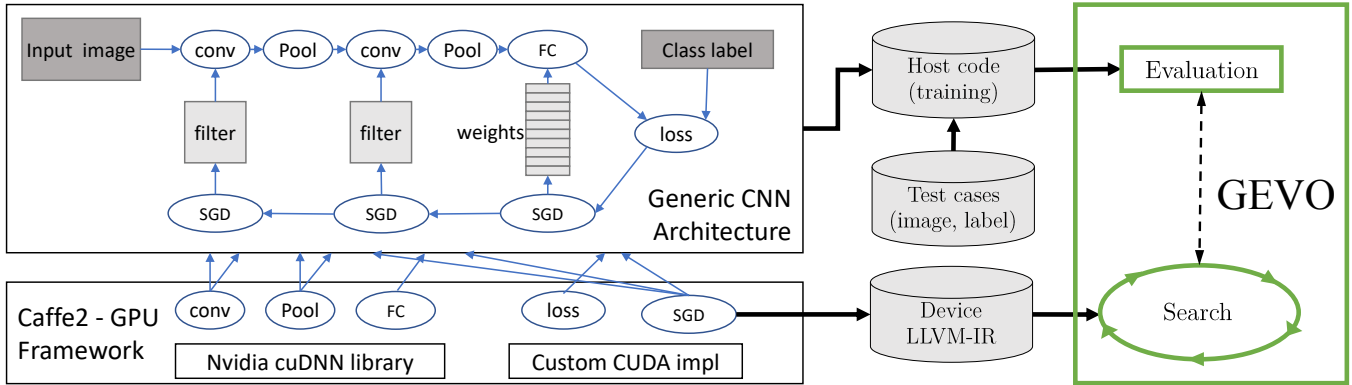 Input image
conv
Pool
conv
Pool
FC
Class label
filter
filter
weights
loss
SGD
SGD
SGD
Generic CNN
Architecture
Caffe2 - GPU
Framework
conv
Pool
FC
loss
SGD
Nvidia cuDNN library
Custom CUDA impl
Host code
(training)
Test cases
(image, label)
Device
LLVM-IR
Evaluation
GEVO
Search